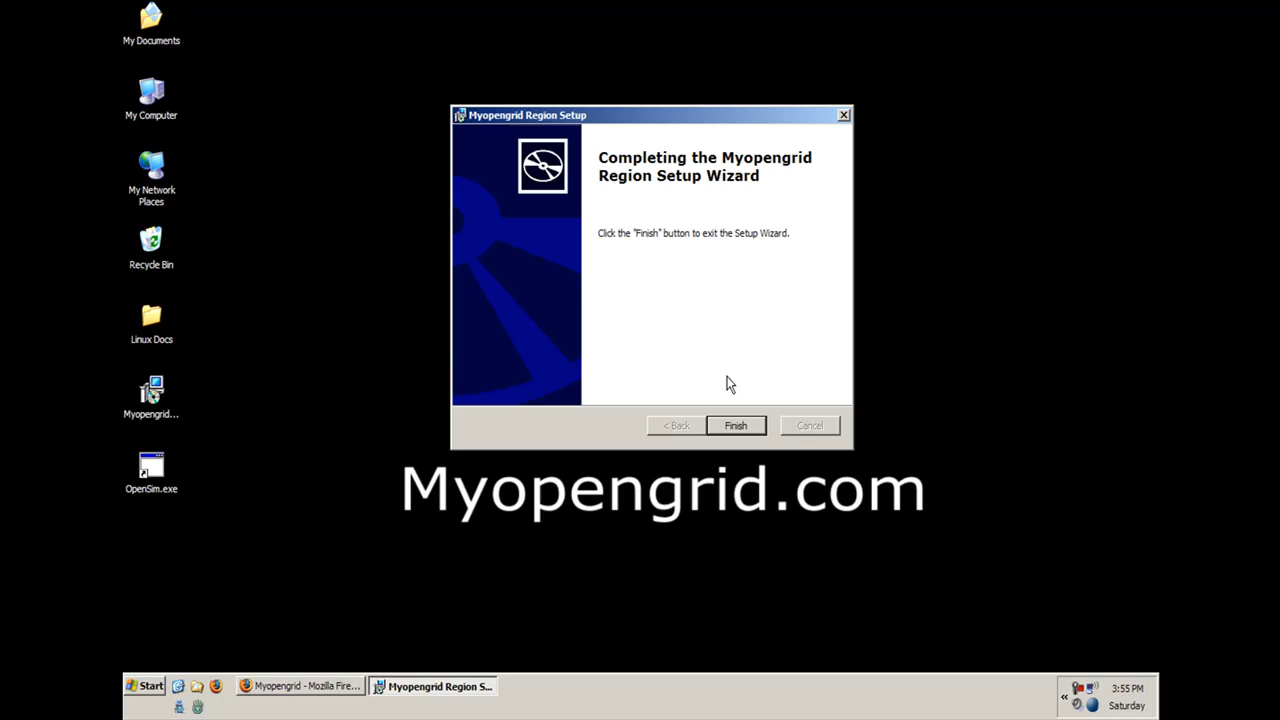 My Documents
My Computer
My Network
Places
Recycle Bin
Linux Docs
Myopengrid...
OpenSim.exe
Myopengrid Region Setup
Completing the Myopengrid
Region Setup Wizard
Click the "Finish" button to exit the Setup Wizard.
< Back
Finish
Cancel
Myopengrid.com
Start
Myopengrid - Mozilla Fire...
Myopengrid Region S...
«
3:55 PM
Saturday